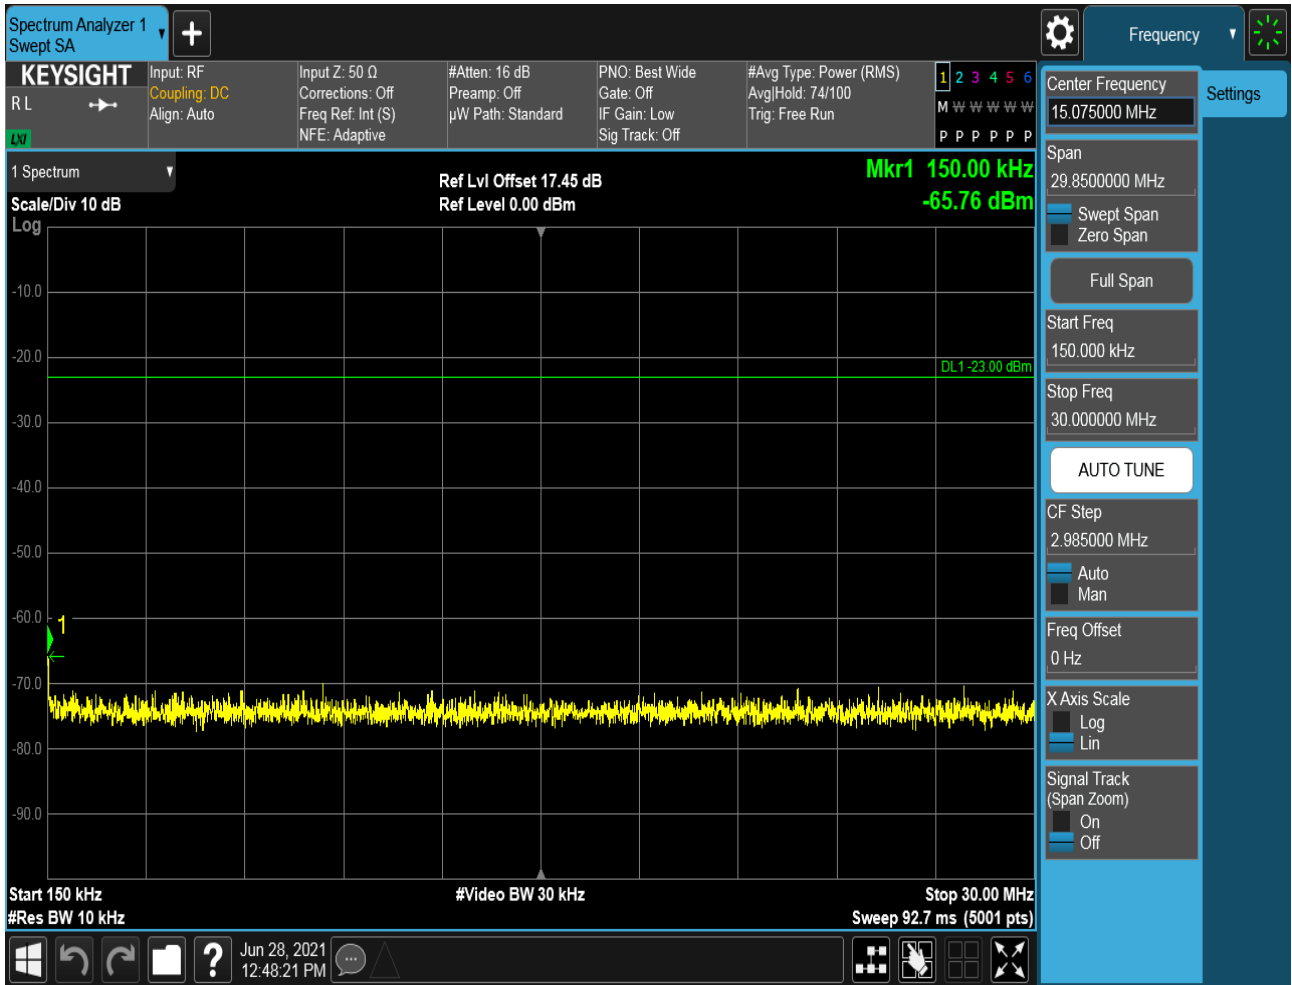 Spectrum Analyzer 1
Swept SA
Frequency
KEYSIGHT
R L
LXI
Input: RF
Coupling: DC
Align: Auto
Input Z: 50 Ω
Corrections: Off
Freq Ref: Int (S)
NFE: Adaptive
#Atten: 16 dB
Preamp: Off
µW Path: Standard
PNO: Best Wide
Gate: Off
IF Gain: Low
Sig Track: Off
#Avg Type: Power (RMS)
Avg|Hold: 74/100
Trig: Free Run
1 2 3 4 5 6
M W W W W W
P P P P P P
1 Spectrum
Scale/Div 10 dB
Log
Ref Lvl Offset 17.45 dB
Ref Level 0.00 dBm
Mkr1 150.00 kHz
-65.76 dBm
-10.0
-20.0
DL1 -23.00 dBm
-30.0
-40.0
-50.0
-60.0
1
-70.0
-80.0
-90.0
Start 150 kHz
#Video BW 30 kHz
Stop 30.00 MHz
#Res BW 10 kHz
Sweep 92.7 ms (5001 pts)
Center Frequency
15.075000 MHz
Settings
Span
29.8500000 MHz
Swept Span
Zero Span
Full Span
Start Freq
150.000 kHz
Stop Freq
30.000000 MHz
AUTO TUNE
CF Step
2.985000 MHz
Auto
Man
Freq Offset
0 Hz
X Axis Scale
Log
Lin
Signal Track
(Span Zoom)
On
Off
?
Jun 28, 2021
12:48:21 PM